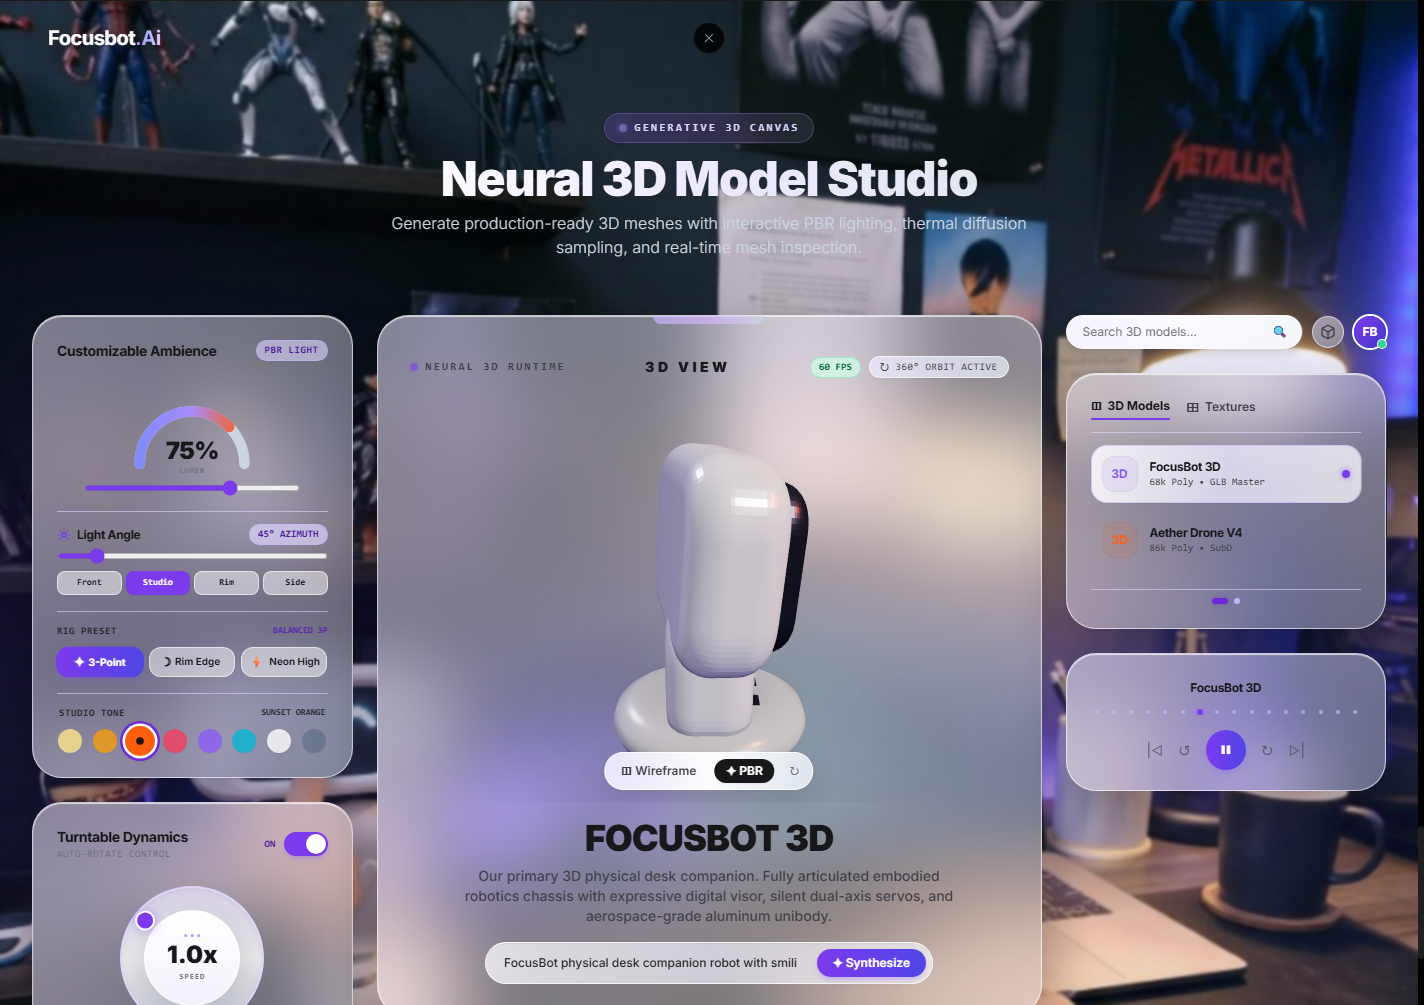 Focusbot.Ai
GENERATIVE 3D CANVAS
Neural 3D Model Studio
Generate production-ready 3D meshes with interactive PBR lighting, thermal diffusion
sampling, and real-time mesh inspection.
METALLICA
Customizable Ambience
PBR LIGHT
75%
LUMEN
Light Angle
45° AZIMUTH
Front
Studio
Rim
Side
RIG PRESET
BALANCED 3P
3-Point
Rim Edge
Neon High
STUDIO TONE
SUNSET ORANGE
Turntable Dynamics
AUTO-ROTATE CONTROL
ON
1.0x
SPEED
NEURAL 3D RUNTIME
3D VIEW
60 FPS
360° ORBIT ACTIVE
Wireframe
PBR
FOCUSBOT 3D
Our primary 3D physical desk companion. Fully articulated embodied
robotics chassis with expressive digital visor, silent dual-axis servos, and
aerospace-grade aluminum unibody.
FocusBot physical desk companion robot with smili
Synthesize
Search 3D models...
FB
3D Models
Textures
3D
FocusBot 3D
68k Poly • GLB Master
3D
Aether Drone V4
86k Poly • SubD
FocusBot 3D